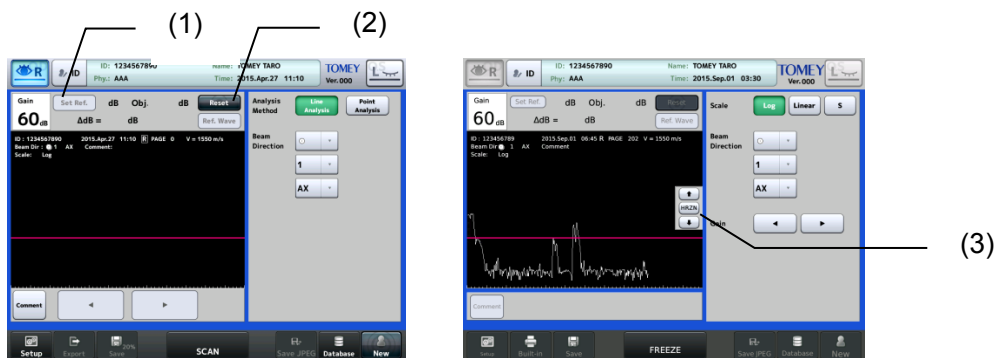 (1)
(2)
R
ID
ID: 1234567890 Name: TOMEY TARO
Phy.: AAA Time: 2015.Apr.27 11:10
TOMEY
Ver.000
L S
Gain
60dB
Set Ref. dB Obj. dB Reset
ΔdB = dB Ref. Wave
ID : 1234567890 2015.Apr.27 11:10 R PAGE 0 V = 1550 m/s
Beam Dir : 1 AX Comment:
Scale: Log
Analysis
Method
Line
Analysis
Point
Analysis
Beam
Direction
1
AX
Comment
Setup
Export
20%
Save
SCAN
Save JPEG
Database
New
R
ID
ID: 1234567890 Name: TOMEY TARO
Phy: AAA Time: 2015.Sep.01 03:30
TOMEY
Ver.000
L S
Gain
60dB
Set Ref. dB Obj. dB Reset
ΔdB = dB Ref. Wave
ID : 123456789 2015.Sep.01 06:45 R PAGE 202 V = 1550 m/s
Beam Dir 1 AX Comment
Scale: Log
HRZN
Scale
Log
Linear
S
Beam
Direction
1
AX
Gain
(3)
Comment
Setup
Built-in
Save
FREEZE
Save JPEG
Database
New